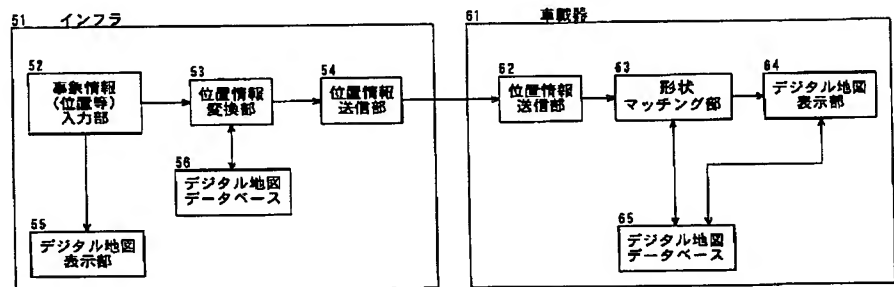 51 インフラ
52
事象情報
(位置等)
入力部
53
位置情報
変換部
54
位置情報
送信部
56
デジタル地図
データベース
55
デジタル地図
表示部
61 車載器
62
位置情報
送信部
63
形状
マッチング部
64
デジタル地図
表示部
65
デジタル地図
データベース